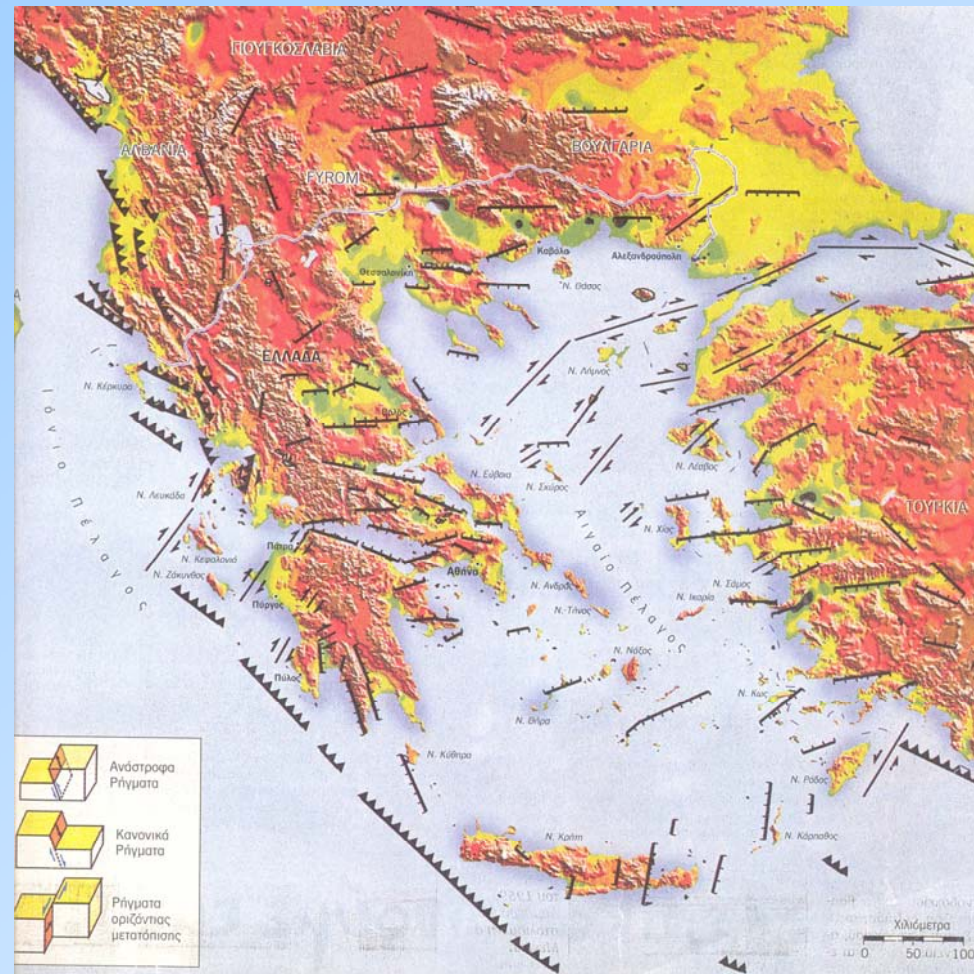 ΓΙΟΥΓΚΟΣΛΑΒΙΑ
ΑΛΒΑΝΙΑ
FYROM
ΒΟΥΛΓΑΡΙΑ
Καβάλα
Αλεξανδρούπολη
Θεσσαλονίκη
Ν. Θάσος
ΕΛΛΑΔΑ
Ν. Λήμνος
Ν. Κέρκυρα
Βόλος
Ιόνιο Πέλαγος
Ν. Λέσβος
Ν. Εύβοια
Ν. Σκύρος
Ν. Λευκάδα
ΤΟΥΡΚΙΑ
Αιγαίο Πέλαγος
Ν. Χίος
Πάτρα
Ν. Κεφαλονιά
Αθήνα
Ν. Ζάκυνθος
Ν. Άνδρος
Ν. Σάμος
Ν. Ικαρία
Πύργος
Ν. Τήνος
Ν. Νάξος
Πύλος
Ν. Κως
Ν. Θήρα
Ν. Κύθηρα
Ν. Ρόδος
Ν. Κρήτη
Ν. Κάρπαθος
Ανάστροφα
Ρήγματα
Κανονικά
Ρήγματα
Ρήγματα
οριζόντιας
μετατόπισης
του 1959
Χιλιόμετρα
0 50 100